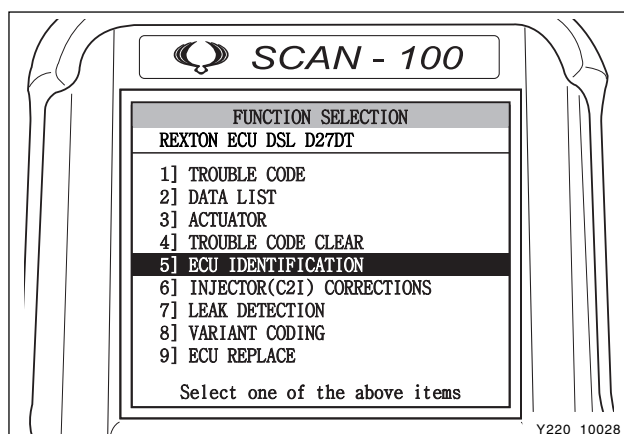 SCAN - 100
FUNCTION SELECTION
REXTON ECU DSL D27DT
1] TROUBLE CODE
2] DATA LIST
3] ACTUATOR
4] TROUBLE CODE CLEAR
5] ECU IDENTIFICATION
6] INJECTOR(C2I) CORRECTIONS
7] LEAK DETECTION
8] VARIANT CODING
9] ECU REPLACE
Select one of the above items
Y220_10028